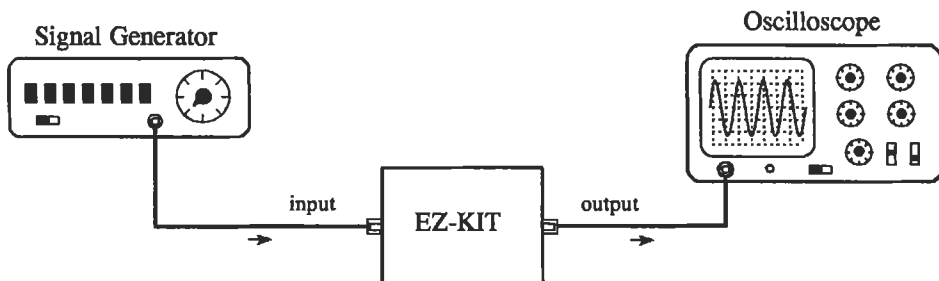 Oscilloscope
Signal Generator
input
EZ-KIT
output